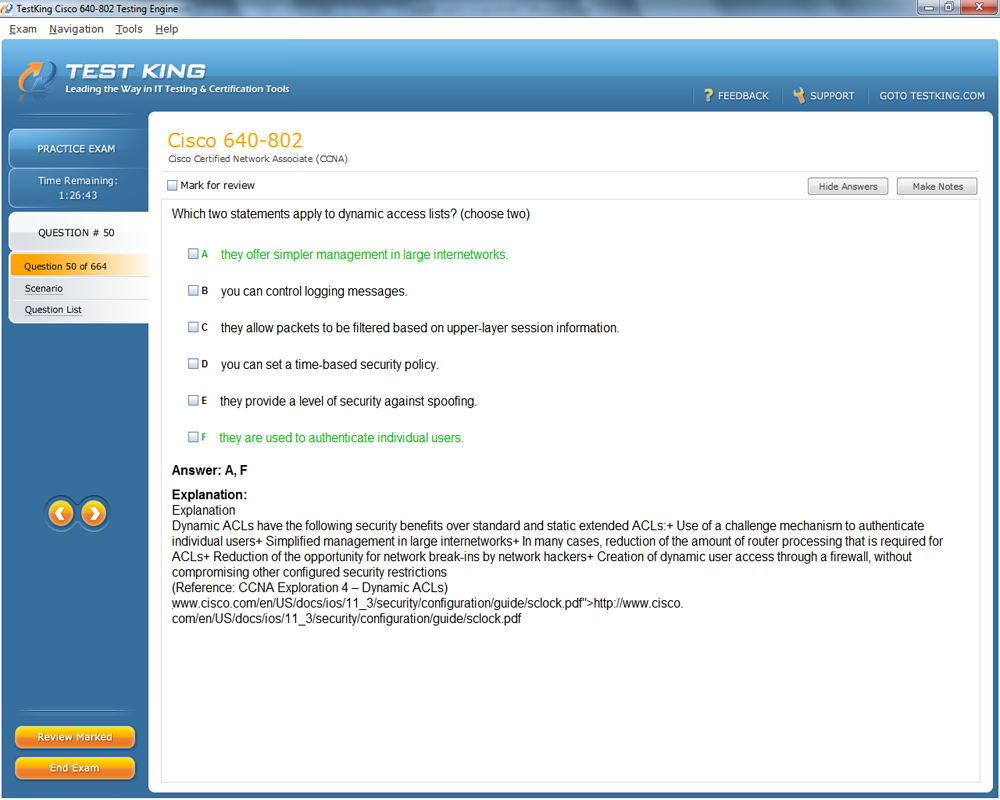 TestKing Cisco 640-802 Testing Engine
Exam Navigation Tools Help
TEST KING
Leading the Way in IT Testing & Certification Tools
? FEEDBACK SUPPORT GOTO TESTKING.COM
PRACTICE EXAM
Time Remaining:
1:26:43
QUESTION # 50
Question 50 of 664
Scenario
Question List
Review Marked
End Exam
Cisco 640-802
Cisco Certified Network Associate (CCNA)
Mark for review
Hide Answers Make Notes
Which two statements apply to dynamic access lists? (choose two)
A they offer simpler management in large internetworks.
B you can control logging messages.
C they allow packets to be filtered based on upper-layer session information.
D you can set a time-based security policy.
E they provide a level of security against spoofing.
F they are used to authenticate individual users.
Answer: A, F
Explanation:
Explanation
Dynamic ACLs have the following security benefits over standard and static extended ACLs:+ Use of a challenge mechanism to authenticate
individual users+ Simplified management in large internetworks+ In many cases, reduction of the amount of router processing that is required for
ACLs+ Reduction of the opportunity for network break-ins by network hackers+ Creation of dynamic user access through a firewall, without
compromising other configured security restrictions
(Reference: CCNA Exploration 4 – Dynamic ACLs)
www.cisco.com/en/US/docs/ios/11_3/security/configuration/guide/sclock.pdf">http://www.cisco.
com/en/US/docs/ios/11_3/security/configuration/guide/sclock.pdf